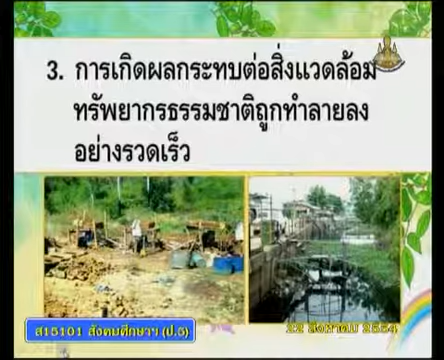 3. การเกิดผลกระทบต่อสิ่งแวดล้อม
ทรัพยากรธรรมชาติถูกทำลายลง
อย่างรวดเร็ว
ส15101 สังคมศึกษาฯ (ป.5)
22 สิงหาคม 2554